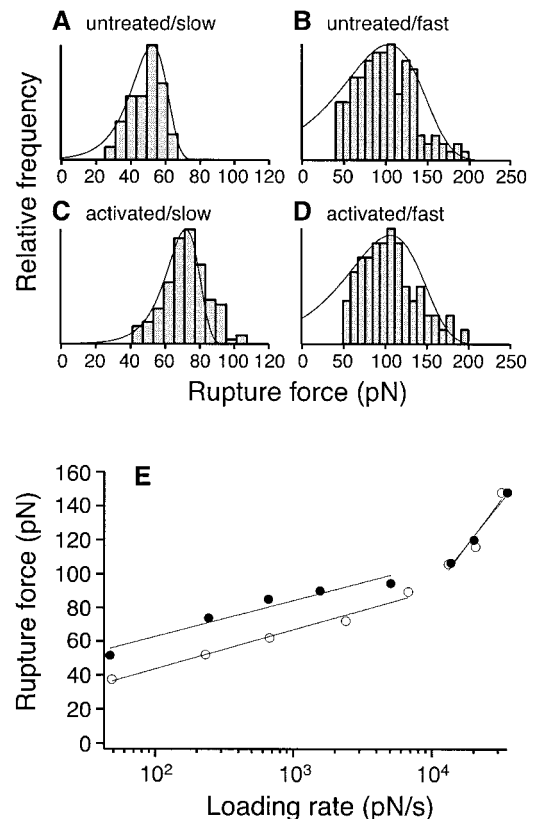 A untreated/slow
B untreated/fast
0 20 40 60 80 100 120
0 50 100 150 200 250
C activated/slow
D activated/fast
0 20 40 60 80 100 120
0 50 100 150 200 250
Relative frequency
Rupture force (pN)
E
160
140
120
100
80
60
40
20
0
Rupture force (pN)
10² 10³ 10⁴
Loading rate (pN/s)